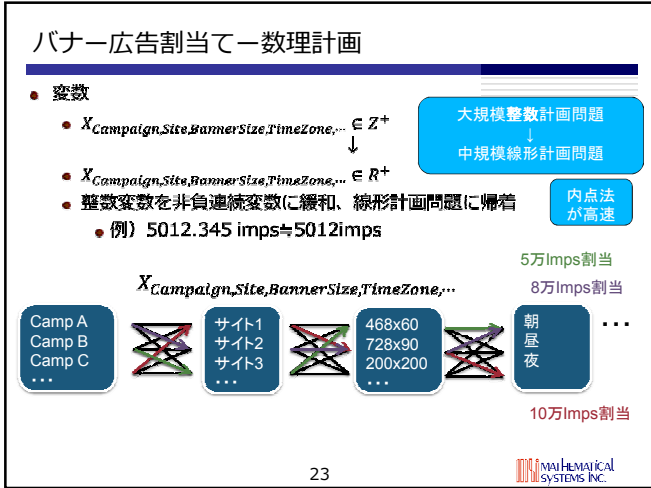 バナー広告割当てー数理計画
• 変数
• X_{Campaign,Site,BannerSize,TimeZone,…} ∈ Z⁺
↓
• X_{Campaign,Site,BannerSize,TimeZone,…} ∈ R⁺
• 整数変数を非負連続変数に緩和、線形計画問題に帰着
• 例）5012.345 imps≒5012imps
大規模整数計画問題
↓
中規模線形計画問題
内点法
が高速
X_{Campaign,Site,BannerSize,TimeZone,…}
5万Imps割当
8万Imps割当
Camp A
Camp B
Camp C
…
サイト1
サイト2
サイト3
…
468x60
728x90
200x200
…
朝
昼
夜
…
10万Imps割当
23
MATHEMATICAL
SYSTEMS INC.